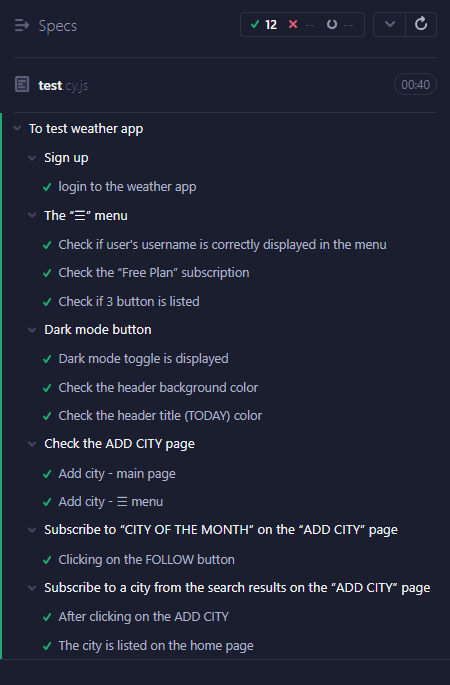 Specs
12
--
--
test.cy.js
00:40
To test weather app
Sign up
login to the weather app
The “☰” menu
Check if user's username is correctly displayed in the menu
Check the “Free Plan” subscription
Check if 3 button is listed
Dark mode button
Dark mode toggle is displayed
Check the header background color
Check the header title (TODAY) color
Check the ADD CITY page
Add city - main page
Add city - ☰ menu
Subscribe to “CITY OF THE MONTH” on the “ADD CITY” page
Clicking on the FOLLOW button
Subscribe to a city from the search results on the “ADD CITY” page
After clicking on the ADD CITY
The city is listed on the home page